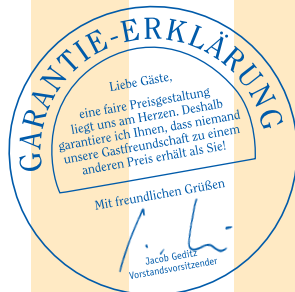 GARANTIE-ERKLÄRUNG
Liebe Gäste,
eine faire Preisgestaltung
liegt uns am Herzen. Deshalb
garantiere ich Ihnen, dass niemand
unsere Gastfreundschaft zu einem
anderen Preis erhält als Sie!
Mit freundlichen Grüßen
Jacob Geditz
Vorstandsvorsitzender